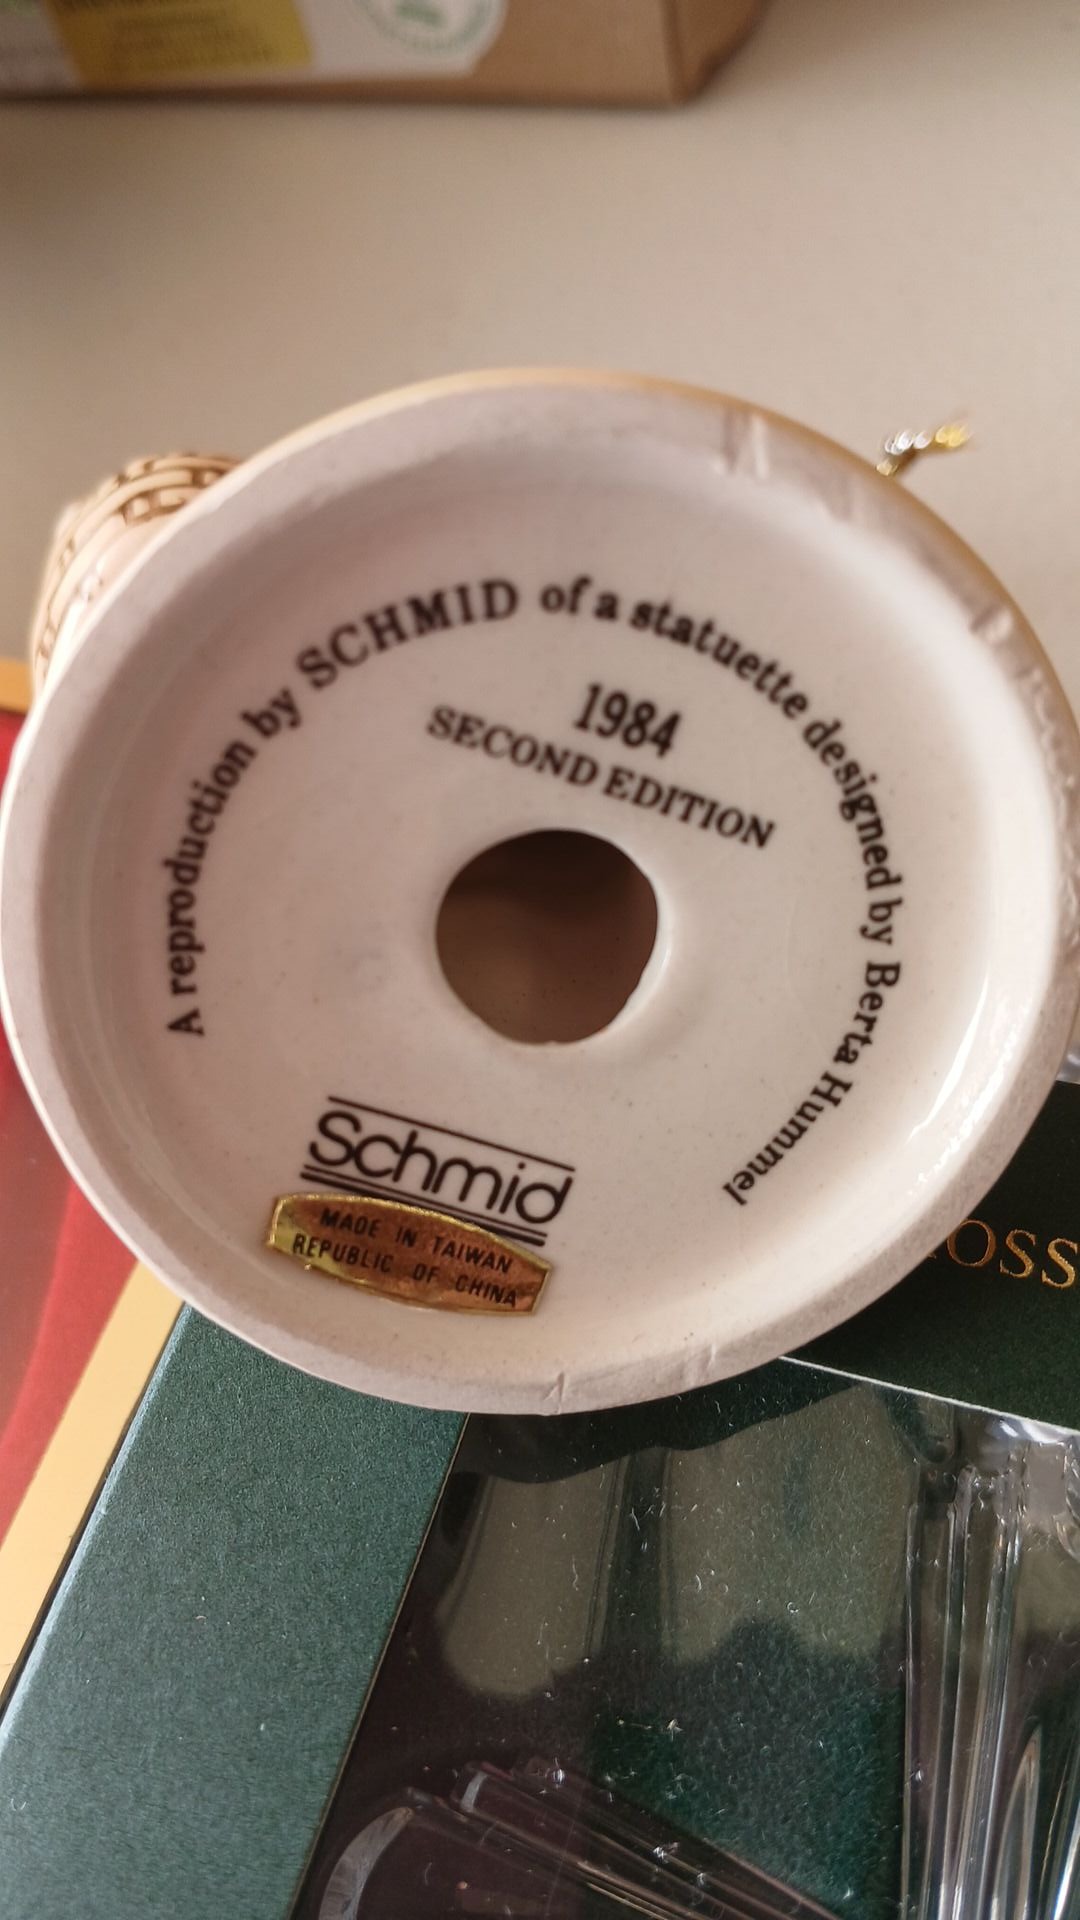 A reproduction by SCHMID of a statuette designed by Berta Hummel
1984
SECOND EDITION
Schmid
MADE IN TAIWAN
REPUBLIC OF CHINA
OSS